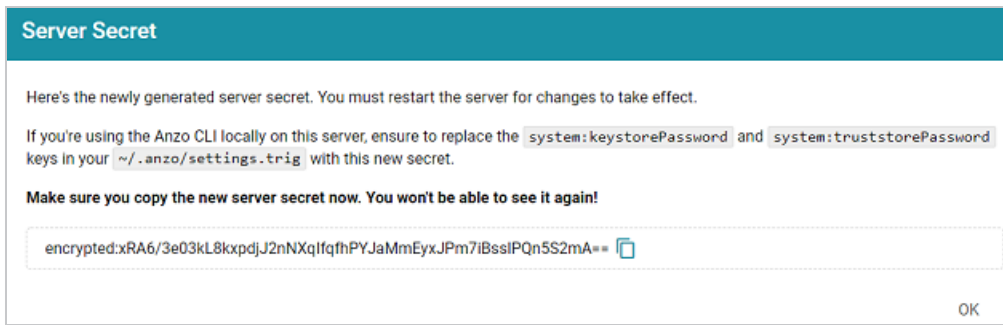 Server Secret
Here's the newly generated server secret. You must restart the server for changes to take effect.
If you're using the Anzo CLI locally on this server, ensure to replace the system:keystorePassword and system:truststorePassword
keys in your ~/.anzo/settings.trig with this new secret.
Make sure you copy the new server secret now. You won't be able to see it again!
encrypted:xRA6/3e03kL8kxpdjJ2nNXqIfqfhPYJaMmEyxJPm7iBssIPQn5S2mA==
OK